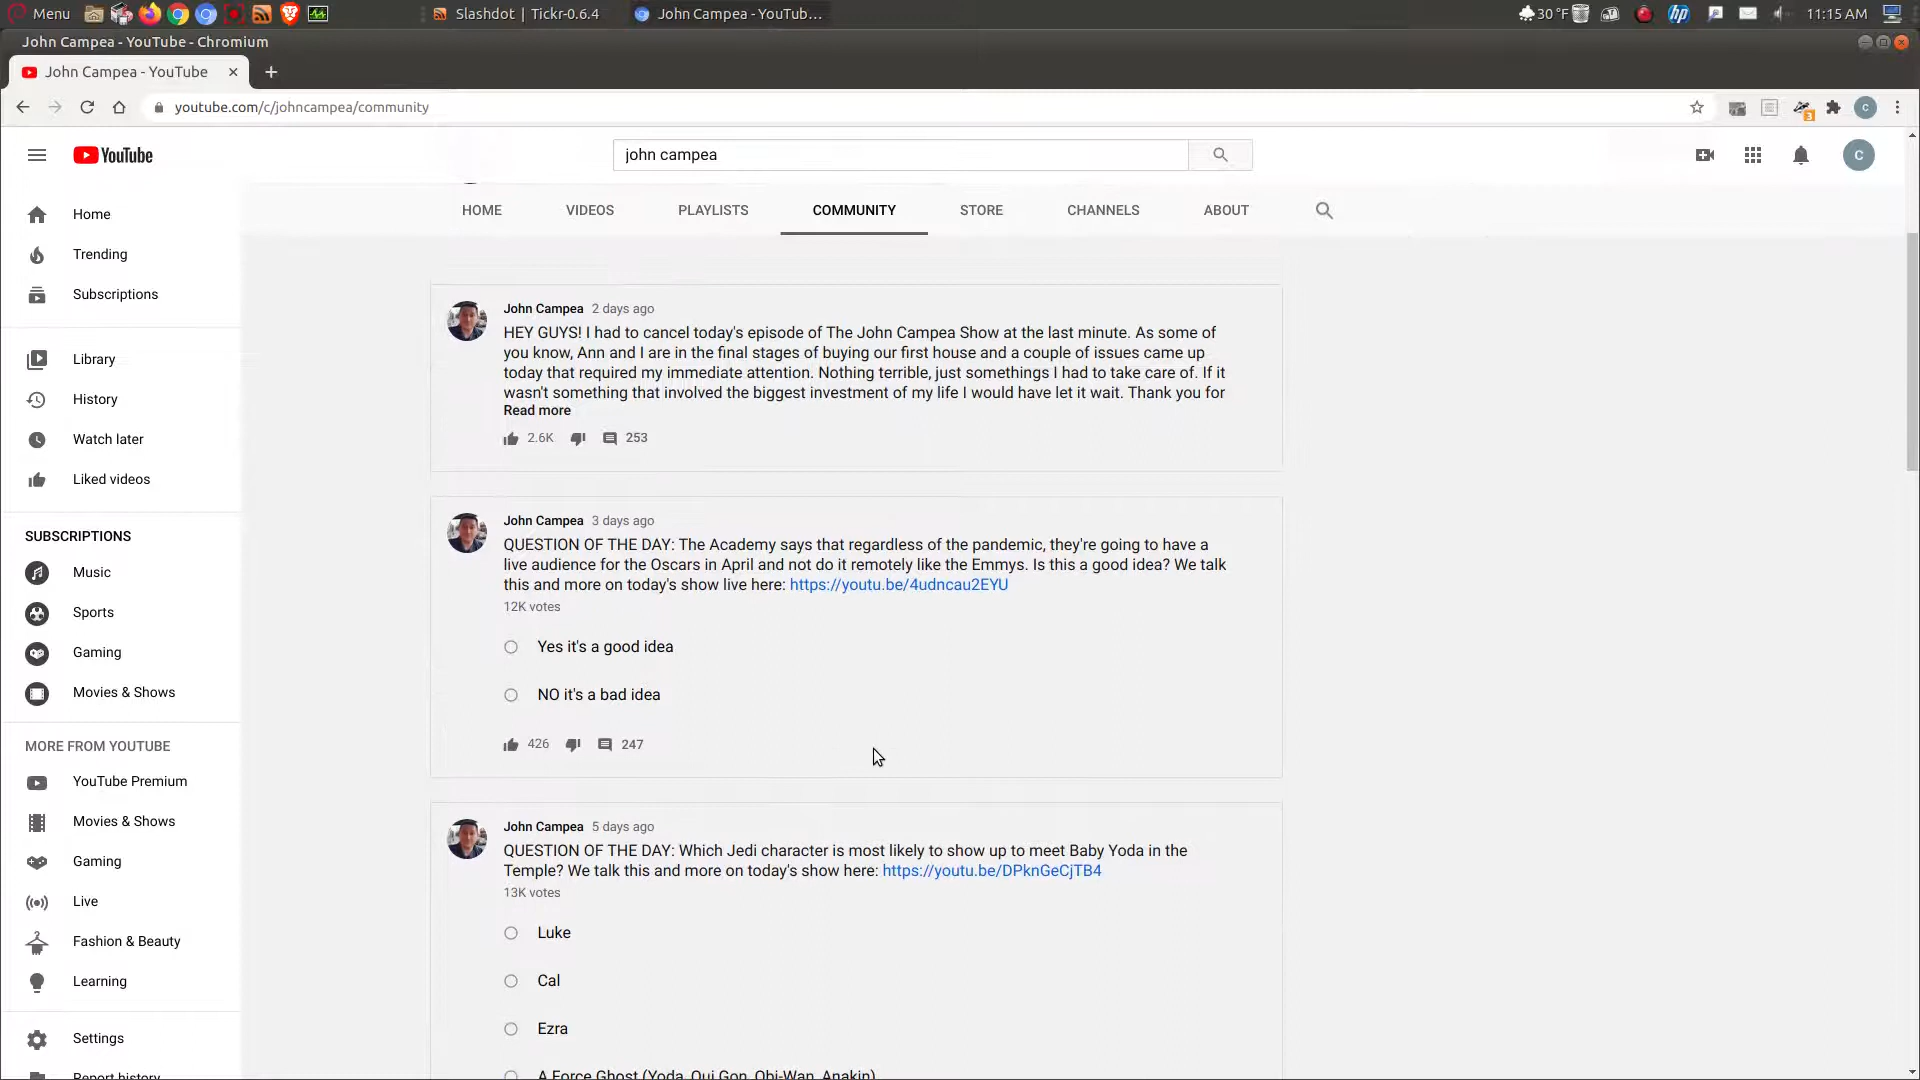 Menu
Slashdot | Tickr-0.6.4
John Campea - YouTub...
30 °F
11:15 AM
John Campea - YouTube - Chromium
John Campea - YouTube
youtube.com/c/johncampea/community
3
C
YouTube
john campea
C
HOME
VIDEOS
PLAYLISTS
COMMUNITY
STORE
CHANNELS
ABOUT
Home
Trending
Subscriptions
Library
History
Watch later
Liked videos
SUBSCRIPTIONS
Music
Sports
Gaming
Movies & Shows
MORE FROM YOUTUBE
YouTube Premium
Movies & Shows
Gaming
Live
Fashion & Beauty
Learning
Settings
Report history
John Campea 2 days ago
HEY GUYS! I had to cancel today's episode of The John Campea Show at the last minute. As some of
you know, Ann and I are in the final stages of buying our first house and a couple of issues came up
today that required my immediate attention. Nothing terrible, just somethings I had to take care of. If it
wasn't something that involved the biggest investment of my life I would have let it wait. Thank you for
Read more
2.6K 253
John Campea 3 days ago
QUESTION OF THE DAY: The Academy says that regardless of the pandemic, they're going to have a
live audience for the Oscars in April and not do it remotely like the Emmys. Is this a good idea? We talk
this and more on today's show live here: https://youtu.be/4udncau2EYU
12K votes
Yes it's a good idea
NO it's a bad idea
426 247
John Campea 5 days ago
QUESTION OF THE DAY: Which Jedi character is most likely to show up to meet Baby Yoda in the
Temple? We talk this and more on today's show here: https://youtu.be/DPknGeCjTB4
13K votes
Luke
Cal
Ezra
A Force Ghost (Yoda, Qui Gon, Obi-Wan, Anakin)